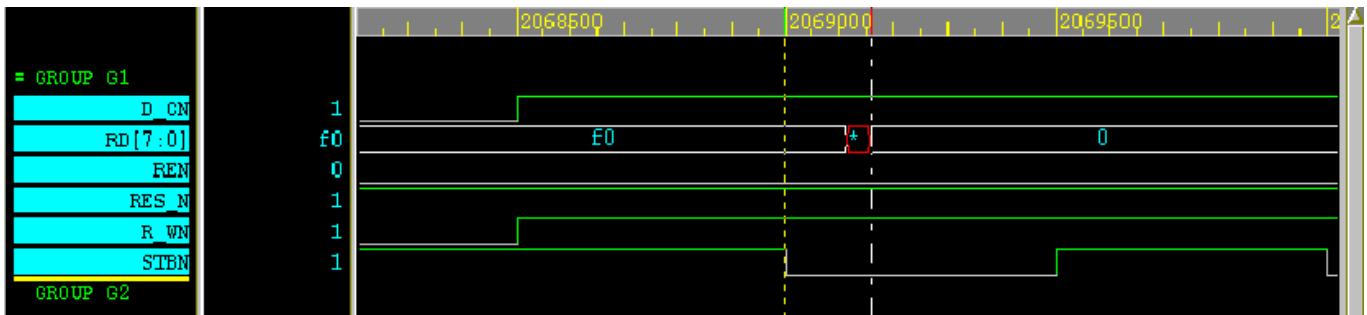 2068500 2069000 2069500 2
= GROUP G1
D_CN 1
RD[7:0] f0 f0 * 0
REN 0
RES_N 1
R_WN 1
STBN 1
GROUP G2